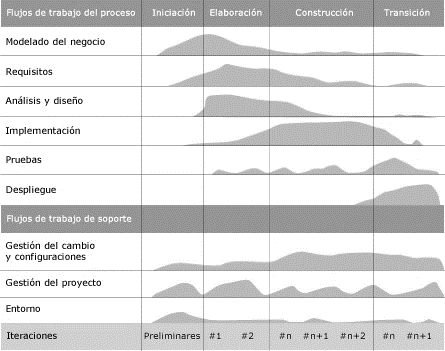 Flujos de trabajo del proceso Iniciación Elaboración Construcción Transición
Modelado del negocio
Requisitos
Análisis y diseño
Implementación
Pruebas
Despliegue
Flujos de trabajo de soporte
Gestión del cambio
y configuraciones
Gestión del proyecto
Entorno
Iteraciones Preliminares #1 #2 #n #n+1 #n+2 #n #n+1